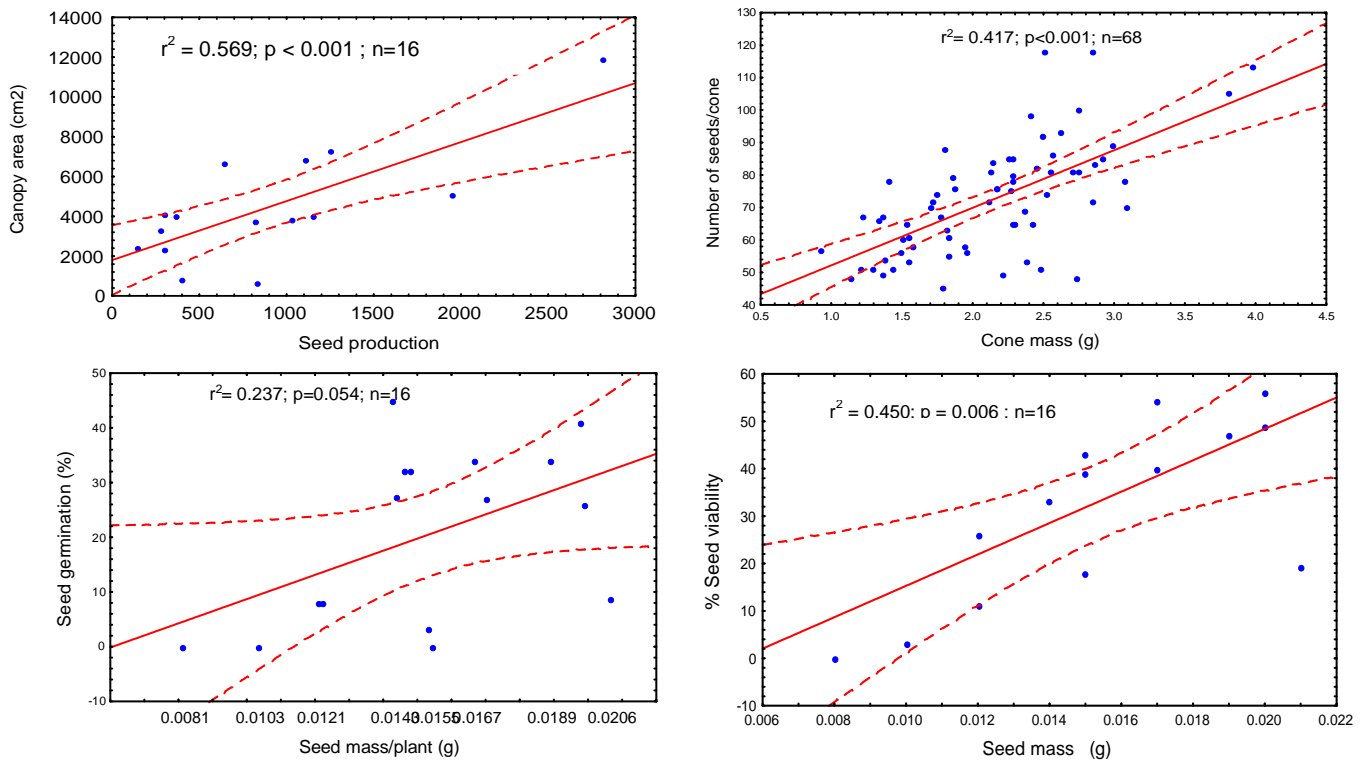 r² = 0.569; p < 0.001 ; n=16
Canopy area (cm2)
14000
12000
10000
8000
6000
4000
2000
0
0 500 1000 1500 2000 2500 3000
Seed production
r²= 0.417; p<0.001; n=68
Number of seeds/cone
130
120
110
100
90
80
70
60
50
40
0.5 1.0 1.5 2.0 2.5 3.0 3.5 4.0 4.5
Cone mass (g)
r²= 0.237; p=0.054; n=16
Seed germination (%)
50
40
30
20
10
0
-10
0.0081 0.0103 0.0121 0.0143 0.0155 0.0167 0.0189 0.0206
Seed mass/plant (g)
r² = 0.450; p = 0.006 ; n=16
% Seed viability
60
50
40
30
20
10
0
-10
0.006 0.008 0.010 0.012 0.014 0.016 0.018 0.020 0.022
Seed mass (g)